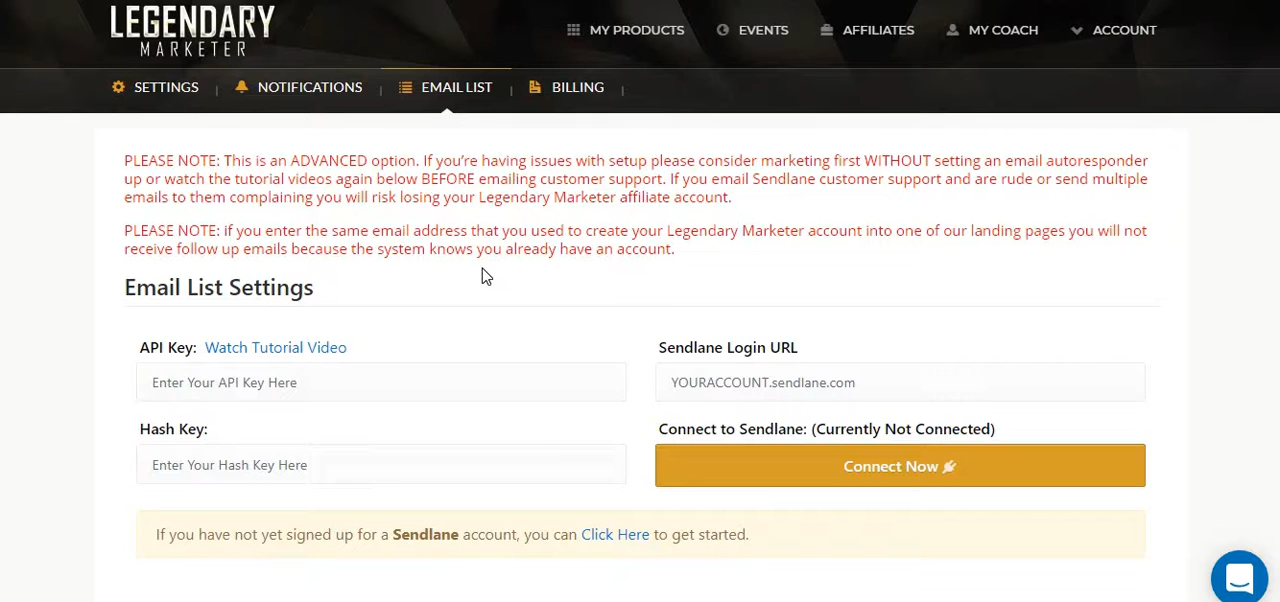 LEGENDARY
MARKETER
MY PRODUCTS EVENTS AFFILIATES MY COACH ACCOUNT
SETTINGS | NOTIFICATIONS | EMAIL LIST | BILLING |
PLEASE NOTE: This is an ADVANCED option. If you're having issues with setup please consider marketing first WITHOUT setting an email autoresponder
up or watch the tutorial videos again below BEFORE emailing customer support. If you email Sendlane customer support and are rude or send multiple
emails to them complaining you will risk losing your Legendary Marketer affiliate account.
PLEASE NOTE: if you enter the same email address that you used to create your Legendary Marketer account into one of our landing pages you will not
receive follow up emails because the system knows you already have an account.
Email List Settings
API Key: Watch Tutorial Video
Enter Your API Key Here
Sendlane Login URL
YOURACCOUNT.sendlane.com
Hash Key:
Enter Your Hash Key Here
Connect to Sendlane: (Currently Not Connected)
Connect Now
If you have not yet signed up for a Sendlane account, you can Click Here to get started.